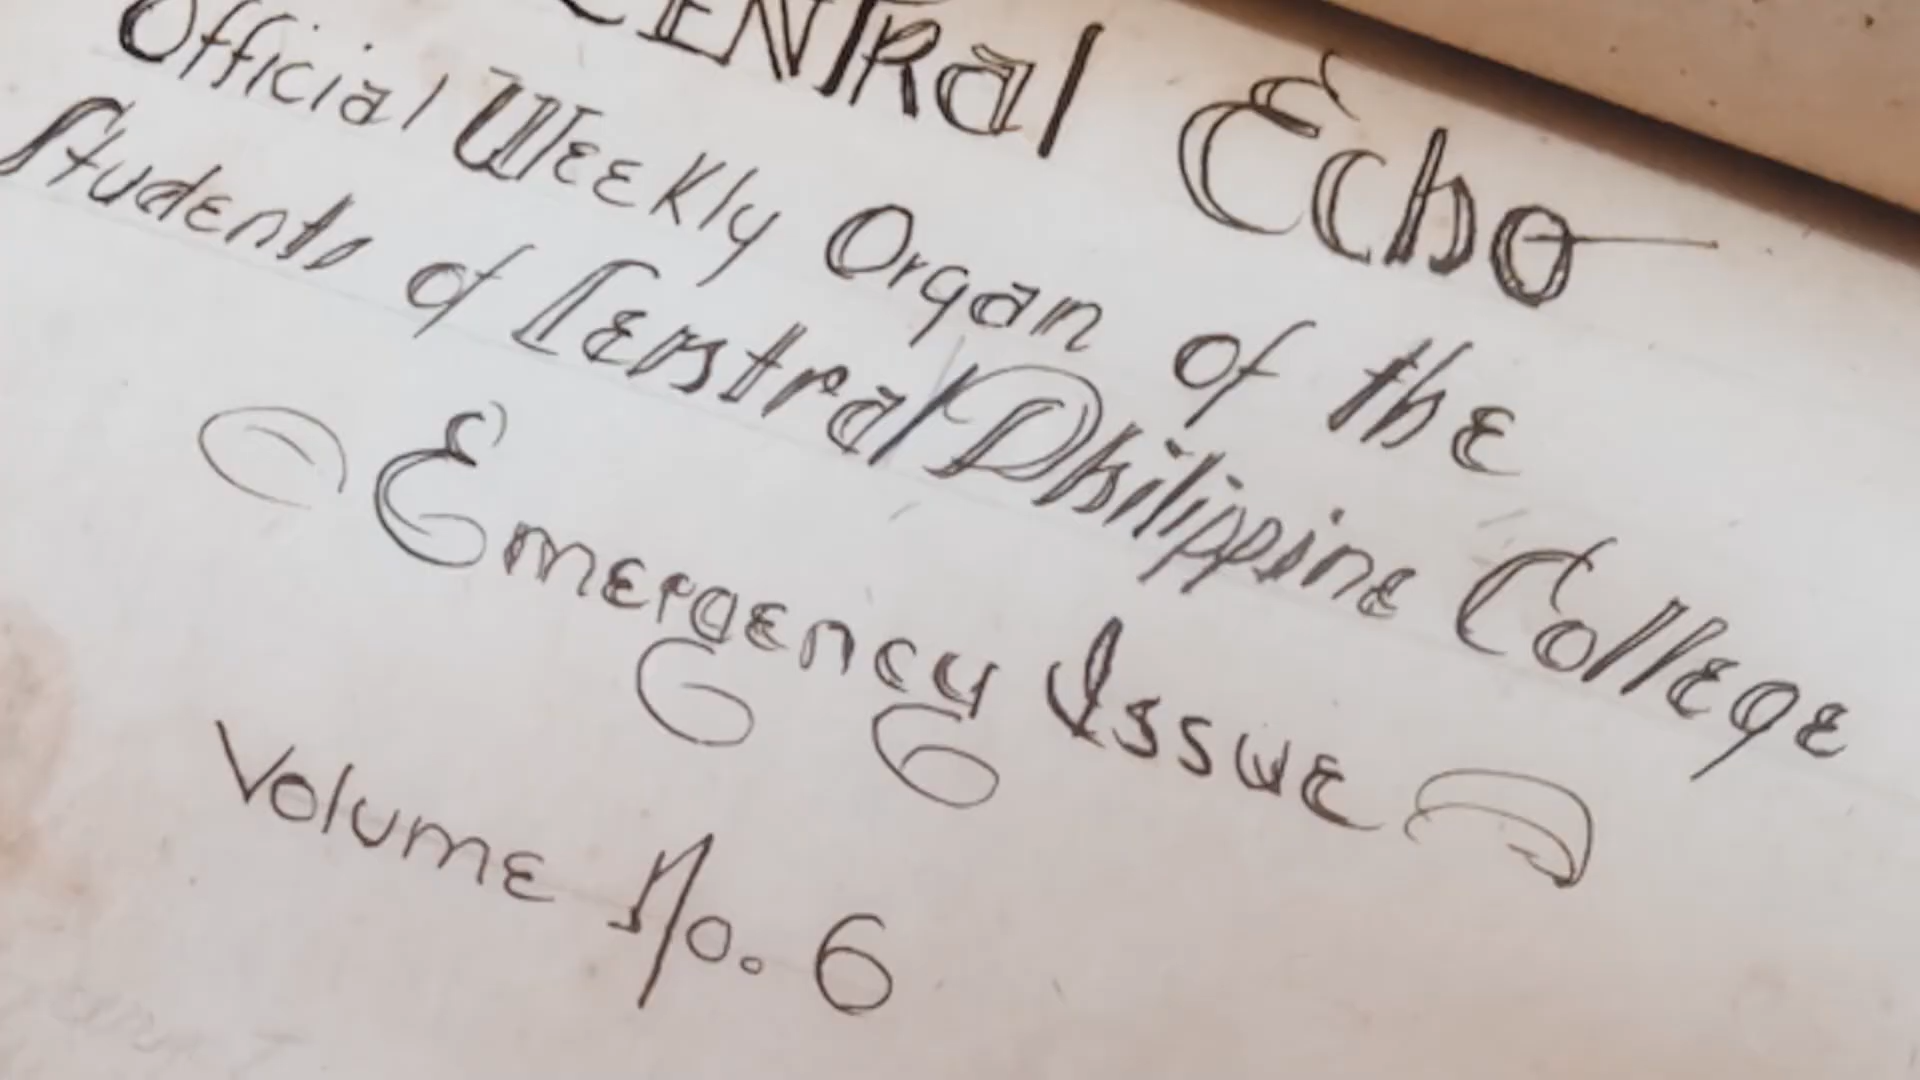 CENTRal Echo
Official Weekly Organ of the
Students of Central Philippine College
Emergency Issue
Volume No. 6